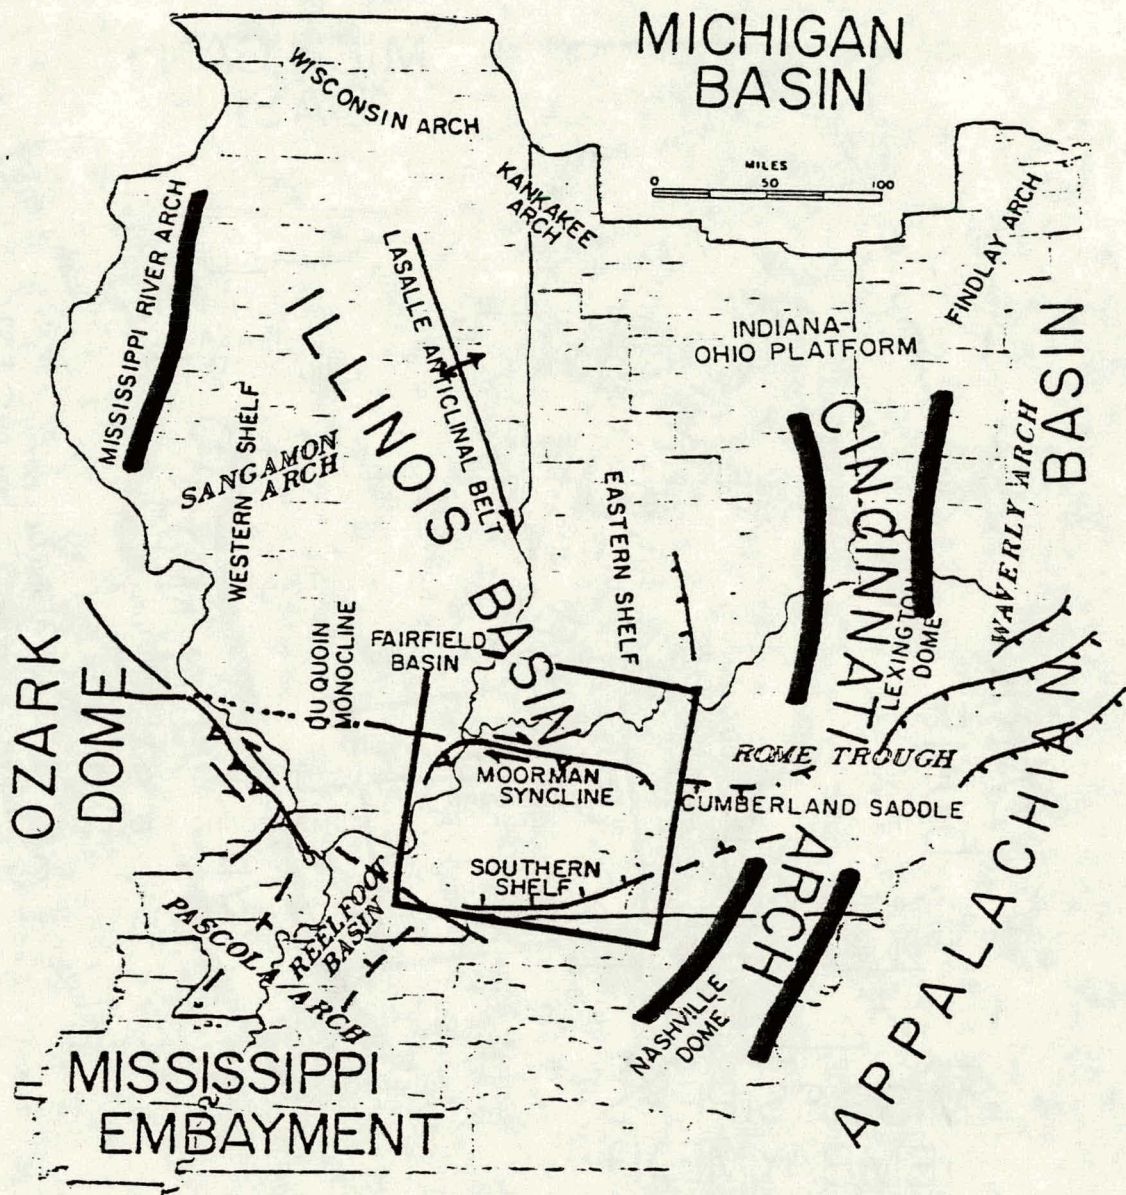 MICHIGAN
BASIN
WISCONSIN ARCH
MILES
0 50 100
KANKAKEE
ARCH
FINDLAY ARCH
MISSISSIPPI RIVER ARCH
LASALLE ANTICLINAL BELT
ILLINOIS BASIN
INDIANA-
OHIO PLATFORM
WESTERN SHELF
SANGAMON
ARCH
EASTERN SHELF
CINCINNATI ARCH
WAVERLY ARCH
APPALACHIAN BASIN
LEXINGTON
DOME
OZARK
DOME
DU QUOIN
MONOCLINE
FAIRFIELD
BASIN
ROME TROUGH
MOORMAN
SYNCLINE
CUMBERLAND SADDLE
SOUTHERN
SHELF
REELFOOT
BASIN
PASCOLA ARCH
NASHVILLE
DOME
MISSISSIPPI
EMBAYMENT